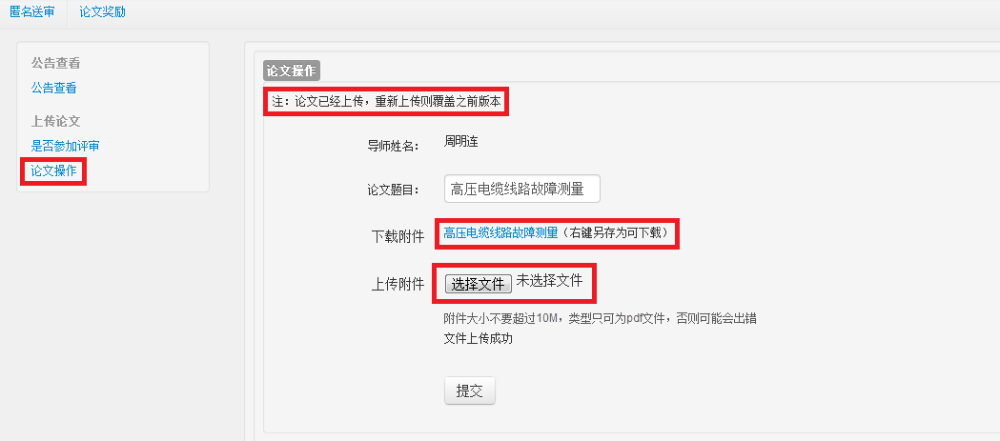 匿名送审 论文奖励
公告查看
公告查看
上传论文
是否参加评审
论文操作
论文操作
注：论文已经上传，重新上传则覆盖之前版本
导师姓名： 周明连
论文题目： 高压电缆线路故障测量
下载附件 高压电缆线路故障测量（右键另存为可下载）
上传附件 选择文件 未选择文件
附件大小不要超过10M，类型只可为pdf文件，否则可能会出错
文件上传成功
提交